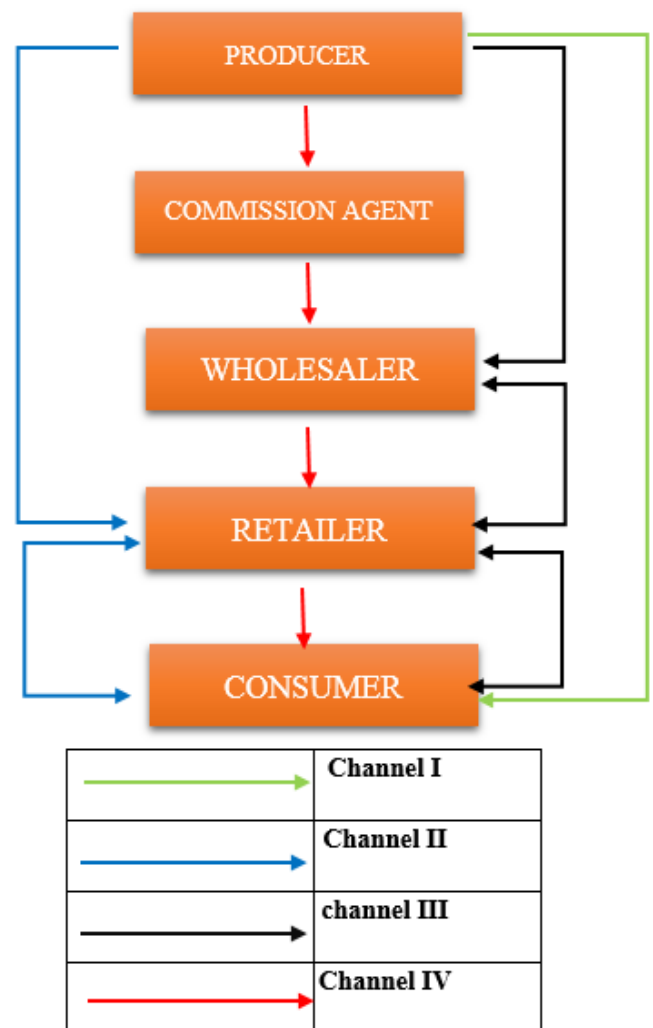 PRODUCER
COMMISSION AGENT
WHOLESALER
RETAILER
CONSUMER
Channel I
Channel II
channel III
Channel IV